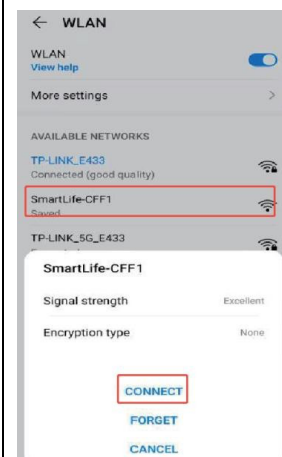 ← WLAN
WLAN
View help
More settings >
AVAILABLE NETWORKS
TP-LINK_E433
Connected (good quality)
SmartLife-CFF1
Saved
TP-LINK_5G_E433
SmartLife-CFF1
Signal strength Excellent
Encryption type None
CONNECT
FORGET
CANCEL